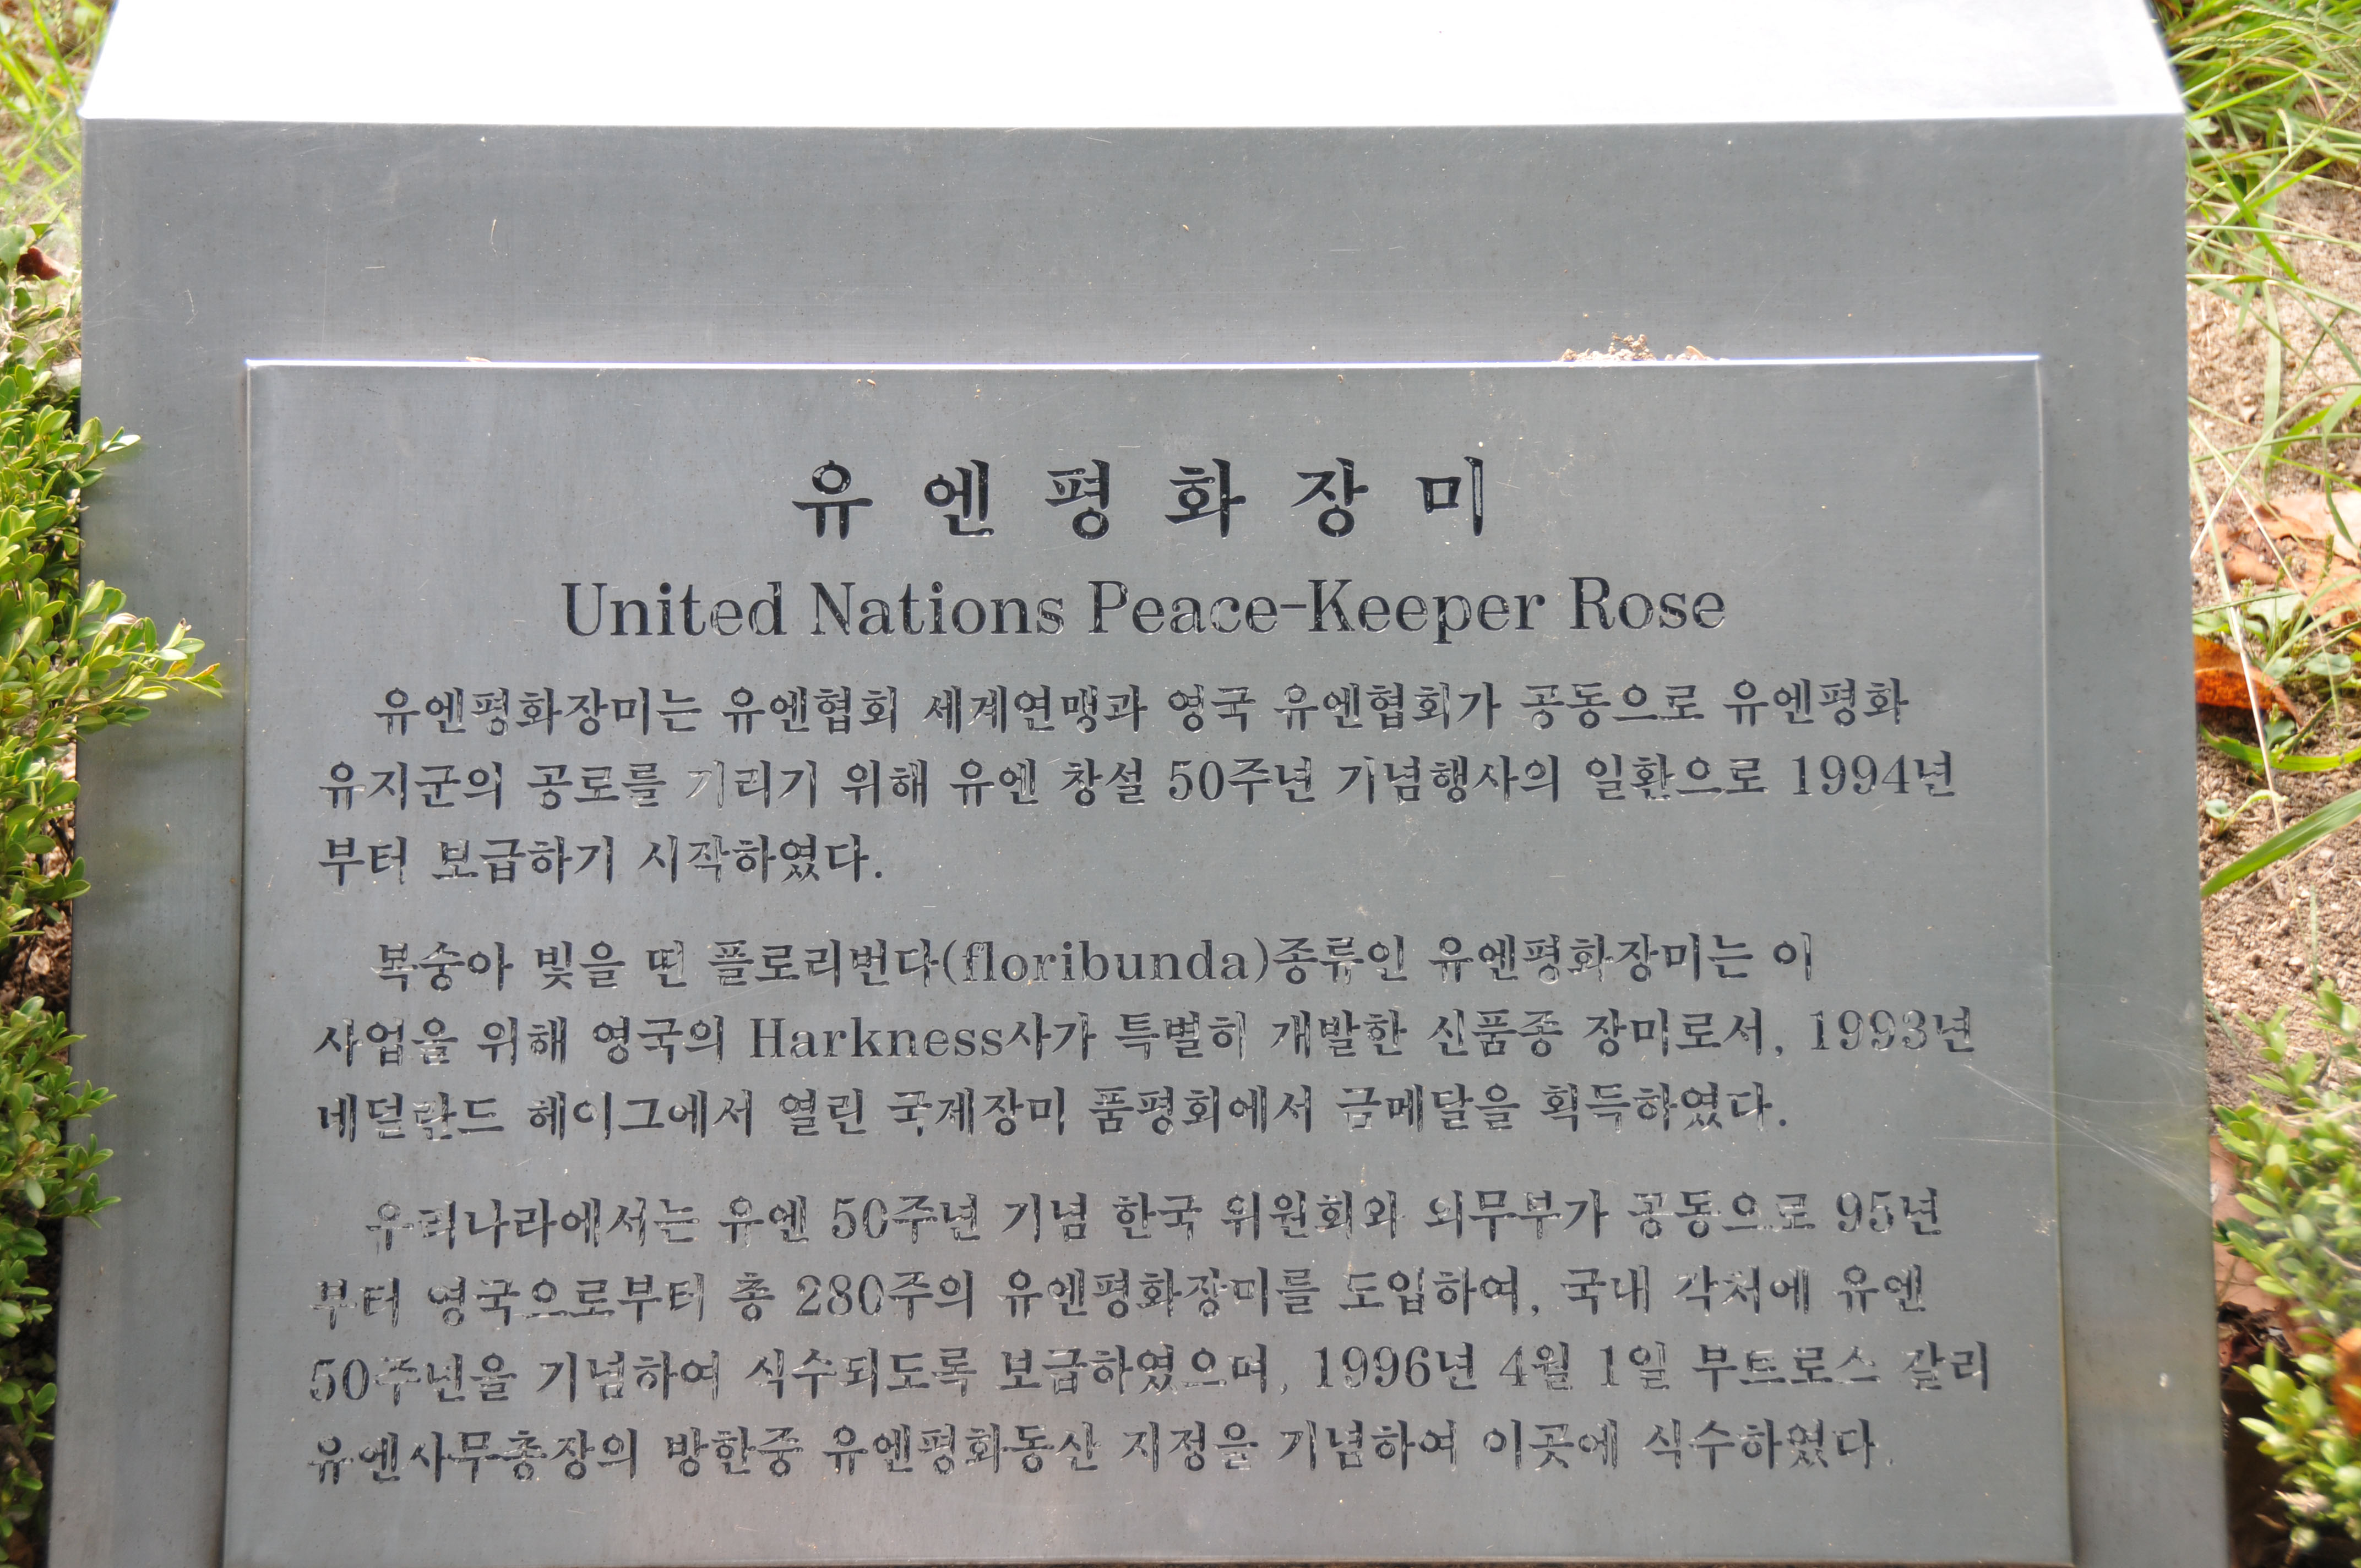 유엔평화장미
United Nations Peace-Keeper Rose
유엔평화장미는 유엔협회 세계연맹과 영국 유엔협회가 공동으로 유엔평화
유지군의 공로를 기리기 위해 유엔 창설 50주년 기념행사의 일환으로 1994년
부터 보급하기 시작하였다.
복숭아 빛을 띤 플로리번다(floribunda)종류인 유엔평화장미는 이
사업을 위해 영국의 Harkness사가 특별히 개발한 신품종 장미로서, 1993년
네덜란드 헤이그에서 열린 국제장미 품평회에서 금메달을 획득하였다.
우리나라에서는 유엔 50주년 기념 한국 위원회와 외무부가 공동으로 95년
부터 영국으로부터 총 280주의 유엔평화장미를 도입하여, 국내 각처에 유엔
50주년을 기념하여 식수되도록 보급하였으며, 1996년 4월 1일 부트로스 갈리
유엔사무총장의 방한중 유엔평화동산 지정을 기념하여 이곳에 식수하였다.